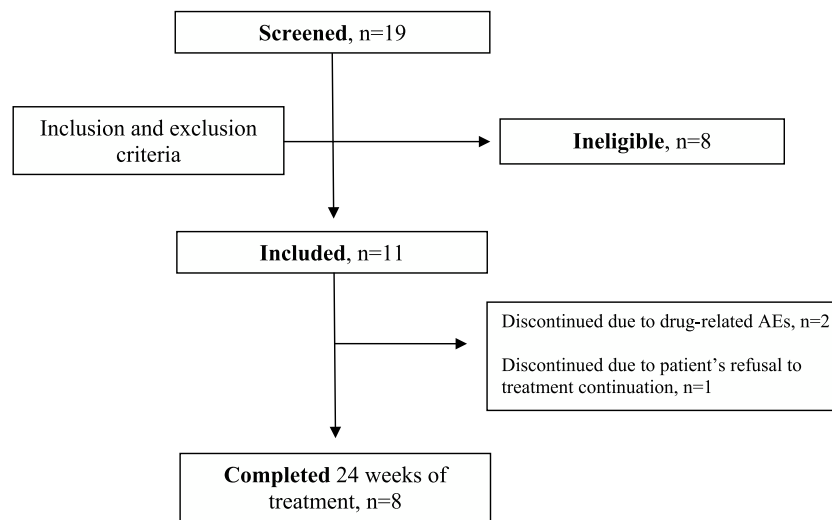 Screened, n=19
Inclusion and exclusion
criteria
Ineligible, n=8
Included, n=11
Discontinued due to drug-related AEs, n=2
Discontinued due to patient’s refusal to
treatment continuation, n=1
Completed 24 weeks of
treatment, n=8